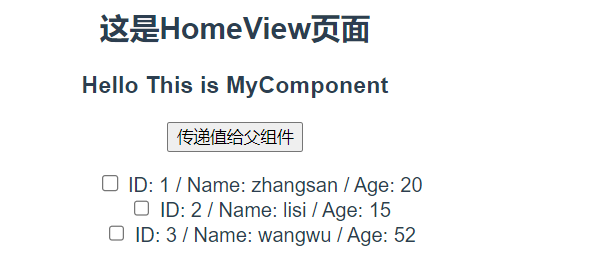 这是HomeView页面
Hello This is MyComponent
传递值给父组件
ID: 1 / Name: zhangsan / Age: 20
ID: 2 / Name: lisi / Age: 15
ID: 3 / Name: wangwu / Age: 52